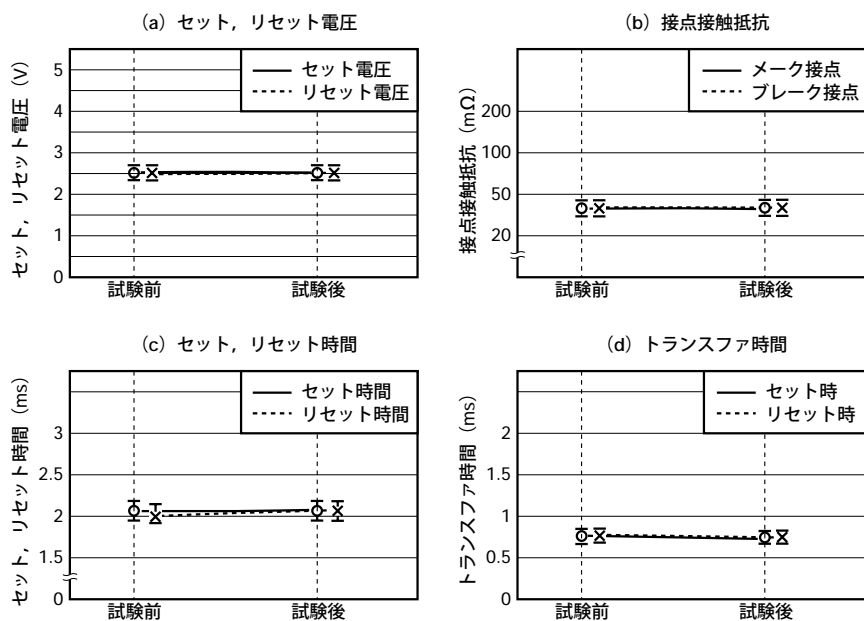 (a) セット，リセット電圧
セット，リセット電圧（V）
5
4
3
2
1
0
セット電圧
リセット電圧
試験前
試験後
(b) 接点接触抵抗
接点接触抵抗（mΩ）
200
100
50
20
メーク接点
ブレーク接点
試験前
試験後
(c) セット，リセット時間
セット，リセット時間（ms）
3
2.5
2
1.5
0
セット時間
リセット時間
試験前
試験後
(d) トランスファ時間
トランスファ時間（ms）
2
1
0.5
0
セット時
リセット時
試験前
試験後